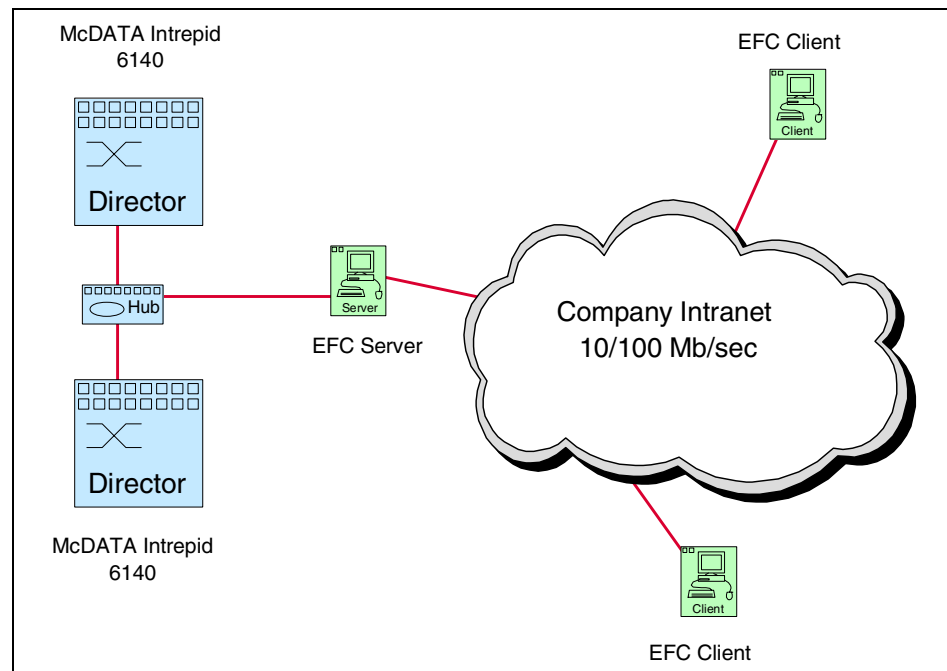 McDATA Intrepid
6140
EFC Client
Client
Director
Hub
Server
EFC Server
Company Intranet
10/100 Mb/sec
Director
McDATA Intrepid
6140
Client
EFC Client